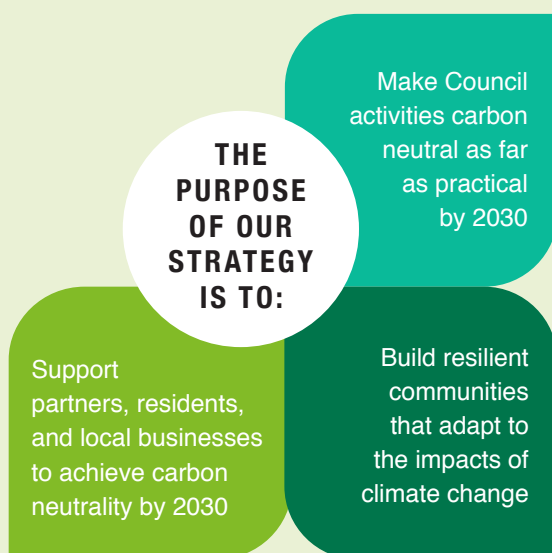 THE
PURPOSE
OF OUR
STRATEGY
IS TO:
Make Council
activities carbon
neutral as far
as practical
by 2030
Support
partners, residents,
and local businesses
to achieve carbon
neutrality by 2030
Build resilient
communities
that adapt to
the impacts of
climate change